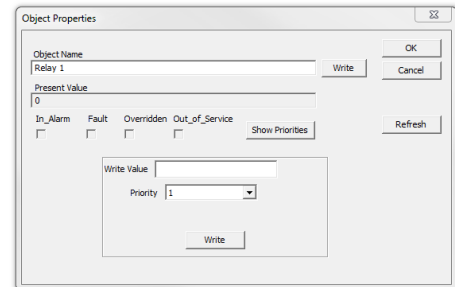 Object Properties
OK
Object Name
Relay 1
Write
Cancel
Present Value
0
In_Alarm Fault Overridden Out_of_Service
Show Priorities
Refresh
Write Value
Priority 1
Write